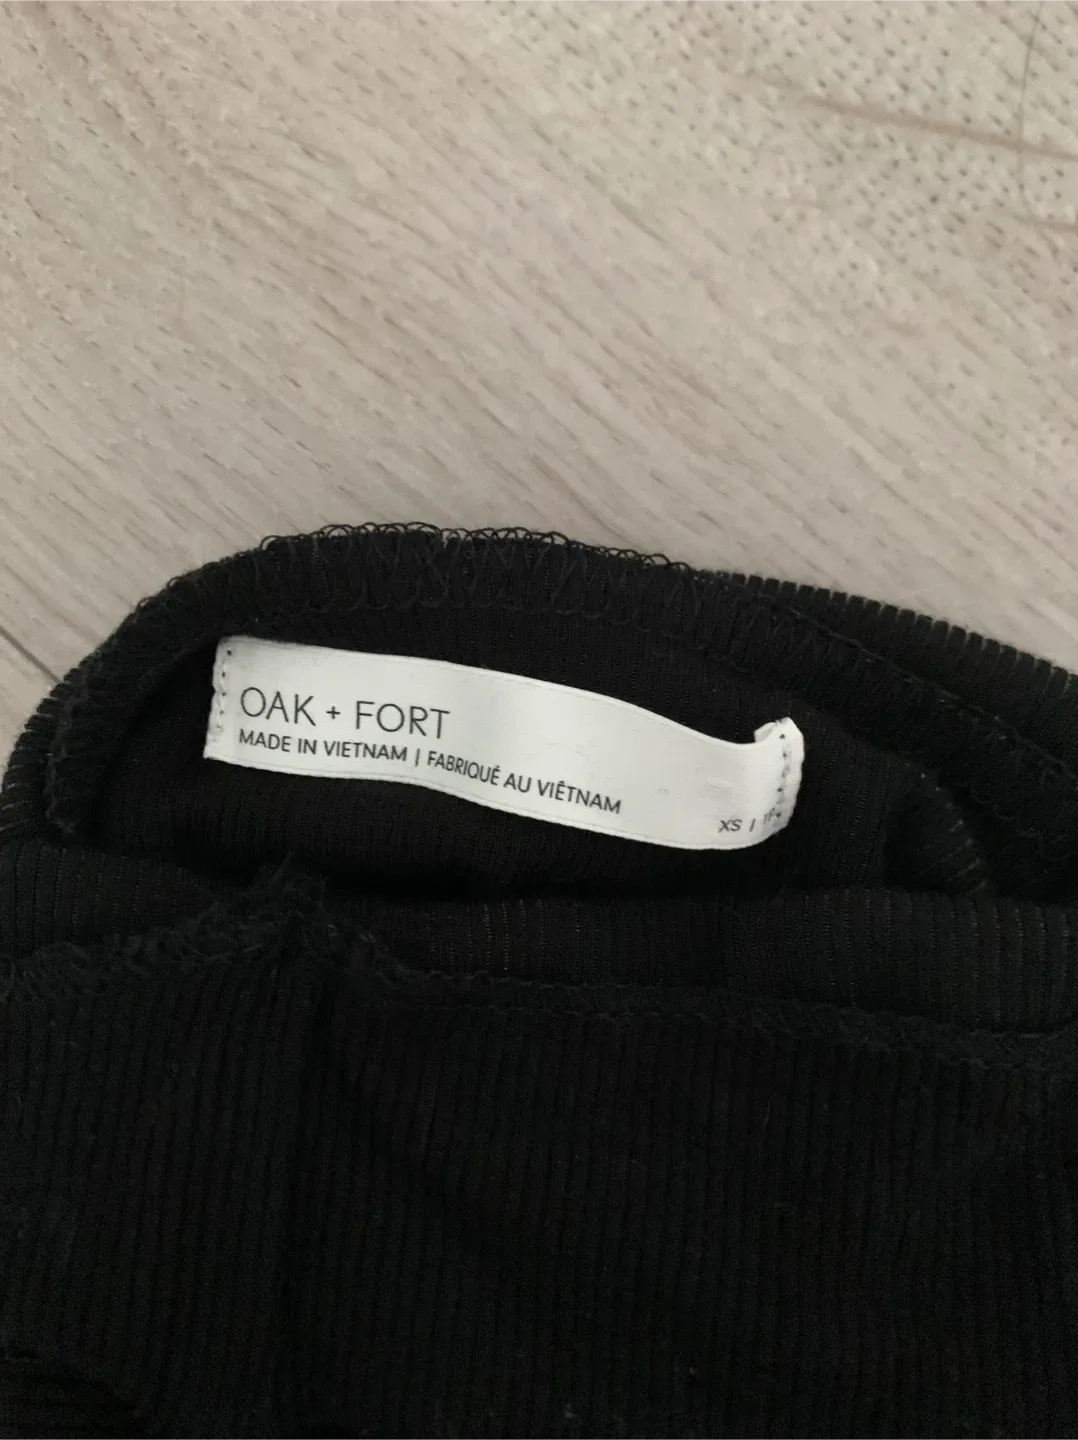 OAK + FORT
MADE IN VIETNAM | FABRIQUÉ AU VIÊTNAM
XS |